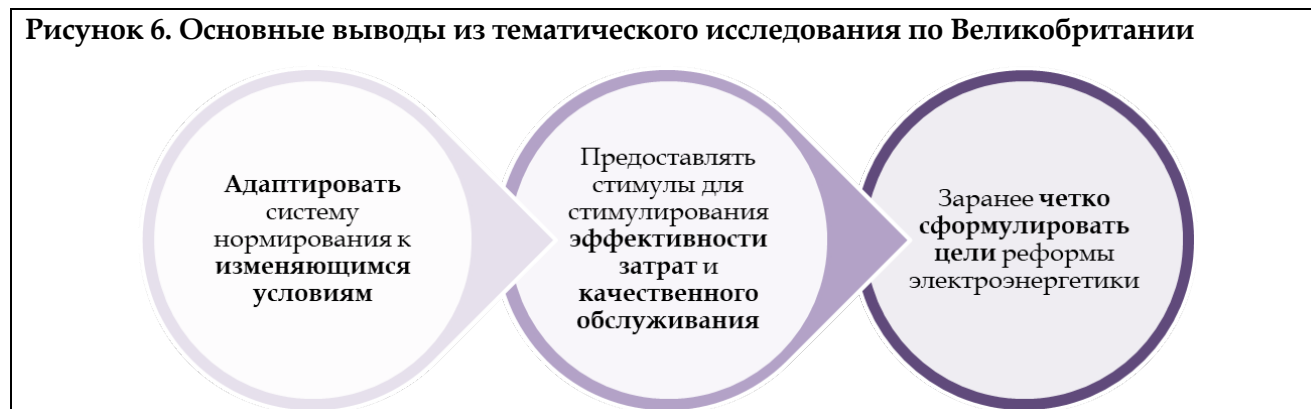 Рисунок 6. Основные выводы из тематического исследования по Великобритании
Адаптировать
систему
нормирования к
изменяющимся
условиям
Предоставлять
стимулы для
стимулирования
эффективности
затрат и
качественного
обслуживания
Заранее четко
сформулировать
цели реформы
электроэнергетики